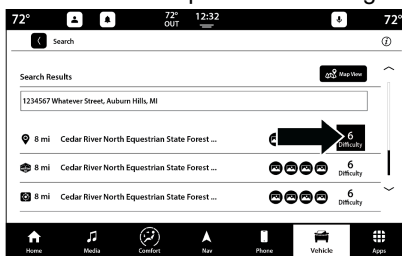 72°
72°
OUT
12:32
72°
Search
Search Results
Map View
1234567 Whatever Street, Auburn Hills, MI
8 mi Cedar River North Equestrian State Forest ...
6
Difficulty
8 mi Cedar River North Equestrian State Forest ...
6
Difficulty
8 mi Cedar River North Equestrian State Forest ...
6
Difficulty
Home Media Comfort Nav Phone Vehicle Apps